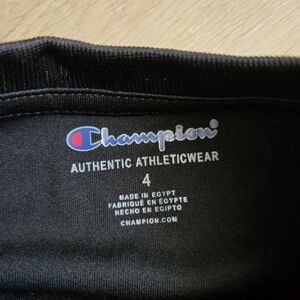 Champion
AUTHENTIC ATHLETICWEAR
4
MADE IN EGYPT
FABRIQUÉ EN ÉGYPTE
HECHO EN EGIPTO
CHAMPION.COM